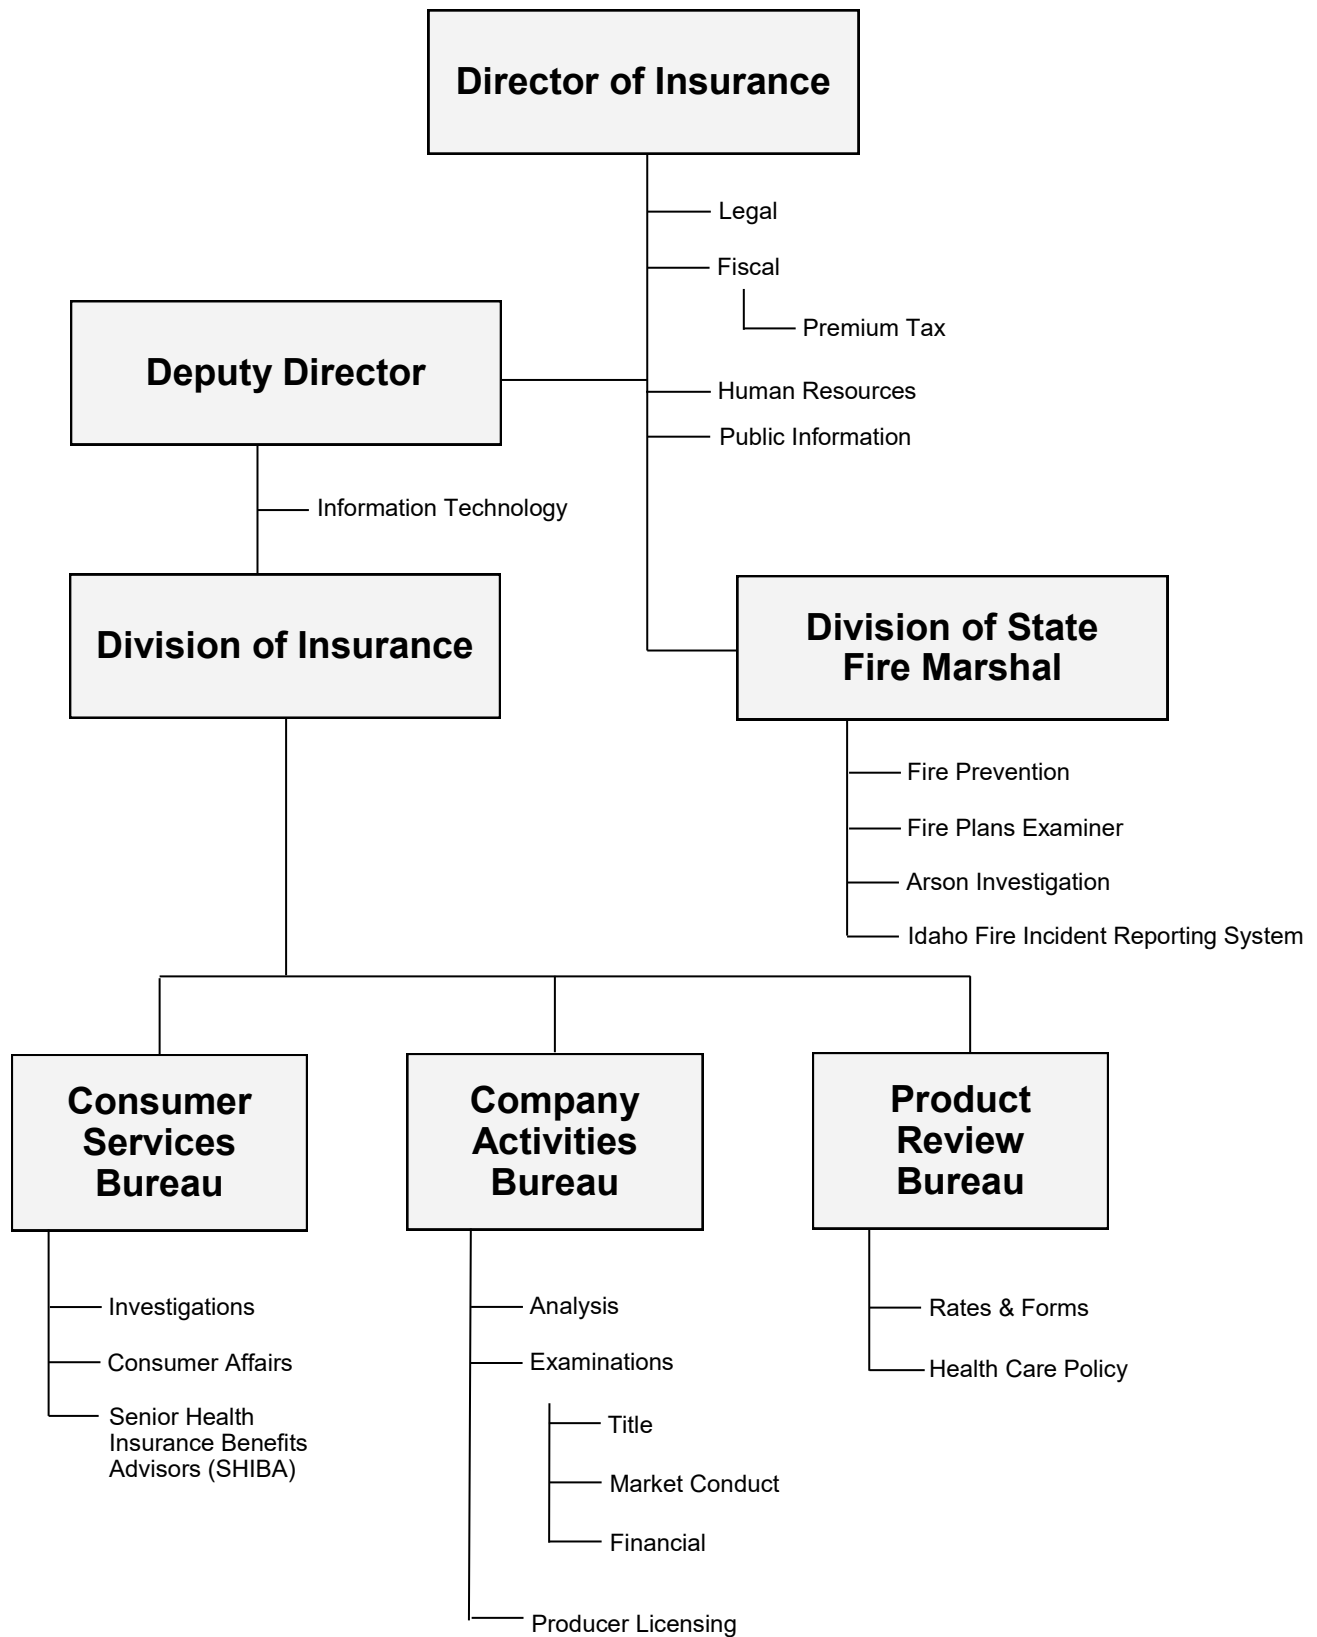 Director of Insurance
Legal
Fiscal
Premium Tax
Deputy Director
Human Resources
Public Information
Information Technology
Division of Insurance
Division of State
Fire Marshal
Fire Prevention
Fire Plans Examiner
Arson Investigation
Idaho Fire Incident Reporting System
Consumer
Services
Bureau
Investigations
Consumer Affairs
Senior Health
Insurance Benefits
Advisors (SHIBA)
Company
Activities
Bureau
Analysis
Examinations
Title
Market Conduct
Financial
Producer Licensing
Product
Review
Bureau
Rates & Forms
Health Care Policy